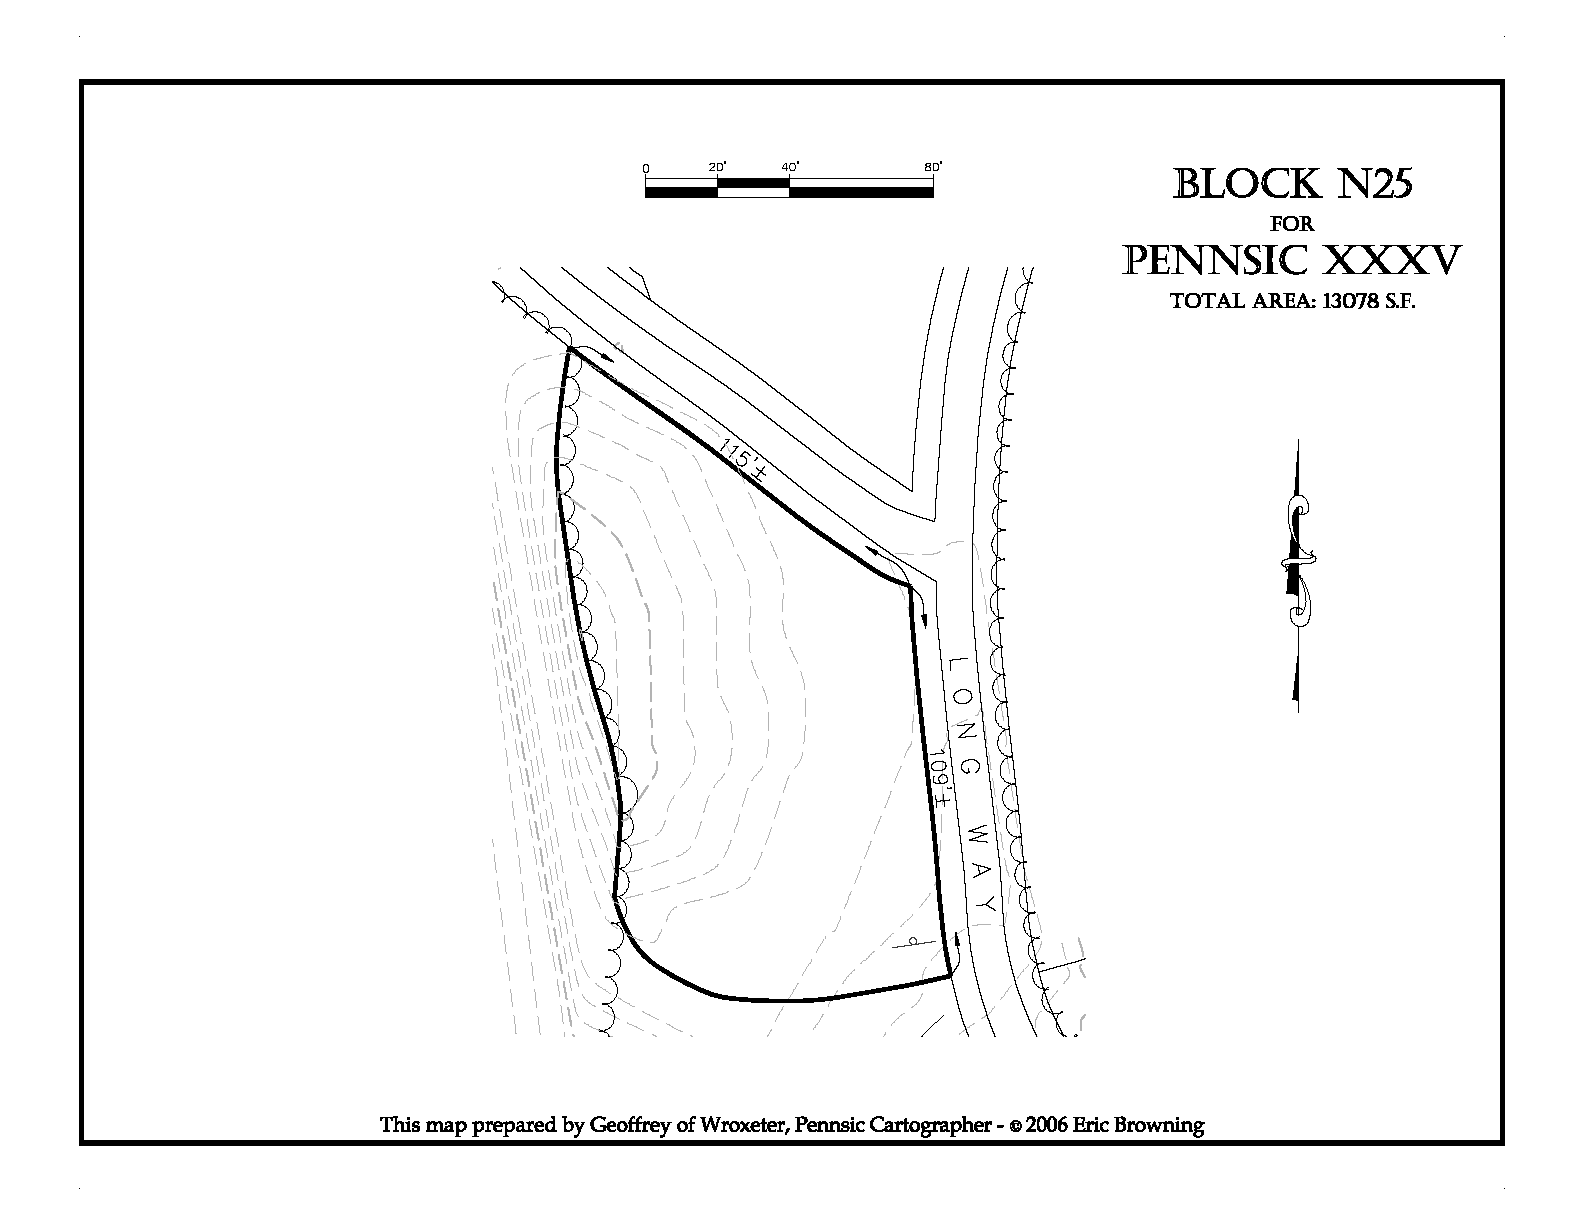 0 20' 40' 80'
BLOCK N25
FOR
PENNSIC XXXV
TOTAL AREA: 13078 S.F.
115'±
109'±
LONG WAY
This map prepared by Geoffrey of Wroxeter, Pennsic Cartographer - © 2006 Eric Browning